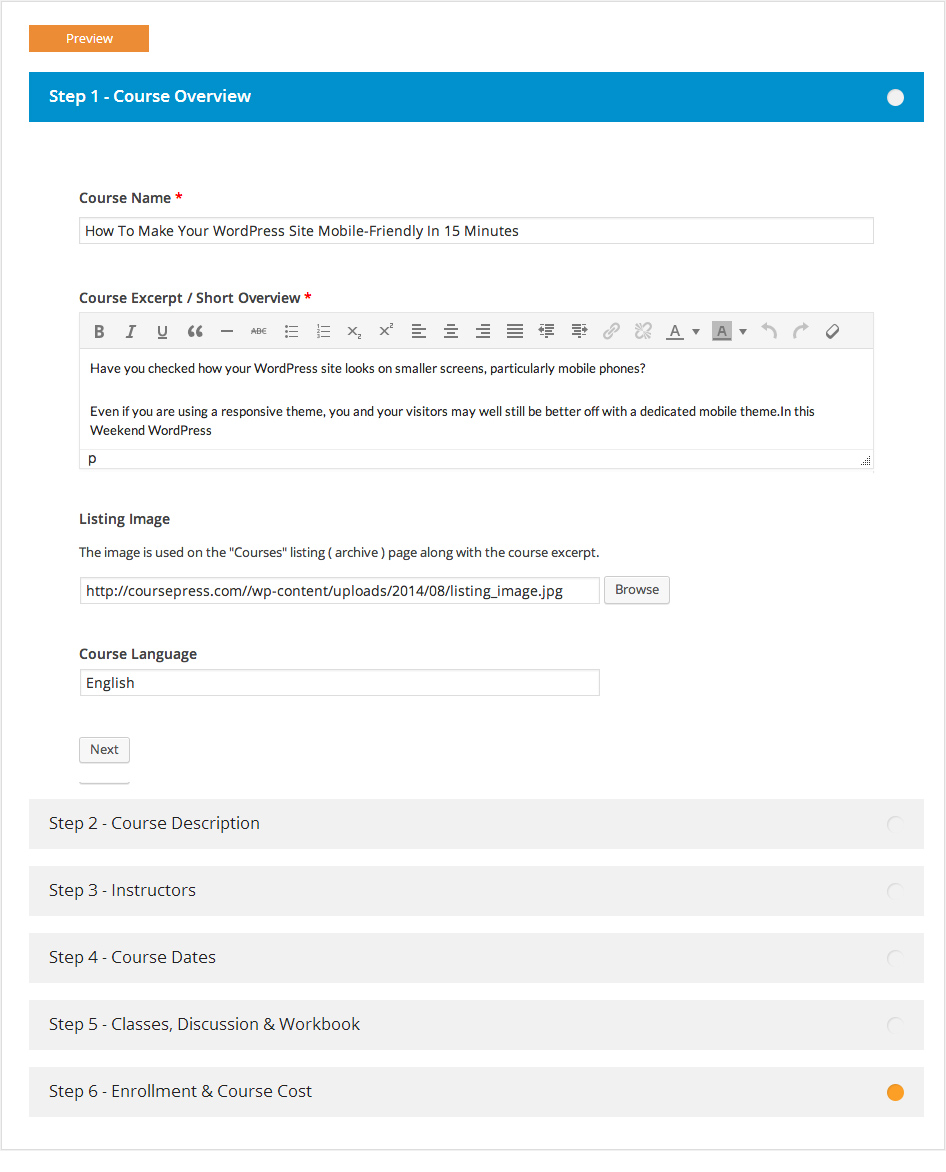 Preview
Step 1 - Course Overview
Course Name *
How To Make Your WordPress Site Mobile-Friendly In 15 Minutes
Course Excerpt / Short Overview *
B I U “ — ABC X2 X2 A A
Have you checked how your WordPress site looks on smaller screens, particularly mobile phones?
Even if you are using a responsive theme, you and your visitors may well still be better off with a dedicated mobile theme.In this
Weekend WordPress
p
Listing Image
The image is used on the "Courses" listing ( archive ) page along with the course excerpt.
http://coursepress.com//wp-content/uploads/2014/08/listing_image.jpg Browse
Course Language
English
Next
Step 2 - Course Description
Step 3 - Instructors
Step 4 - Course Dates
Step 5 - Classes, Discussion & Workbook
Step 6 - Enrollment & Course Cost